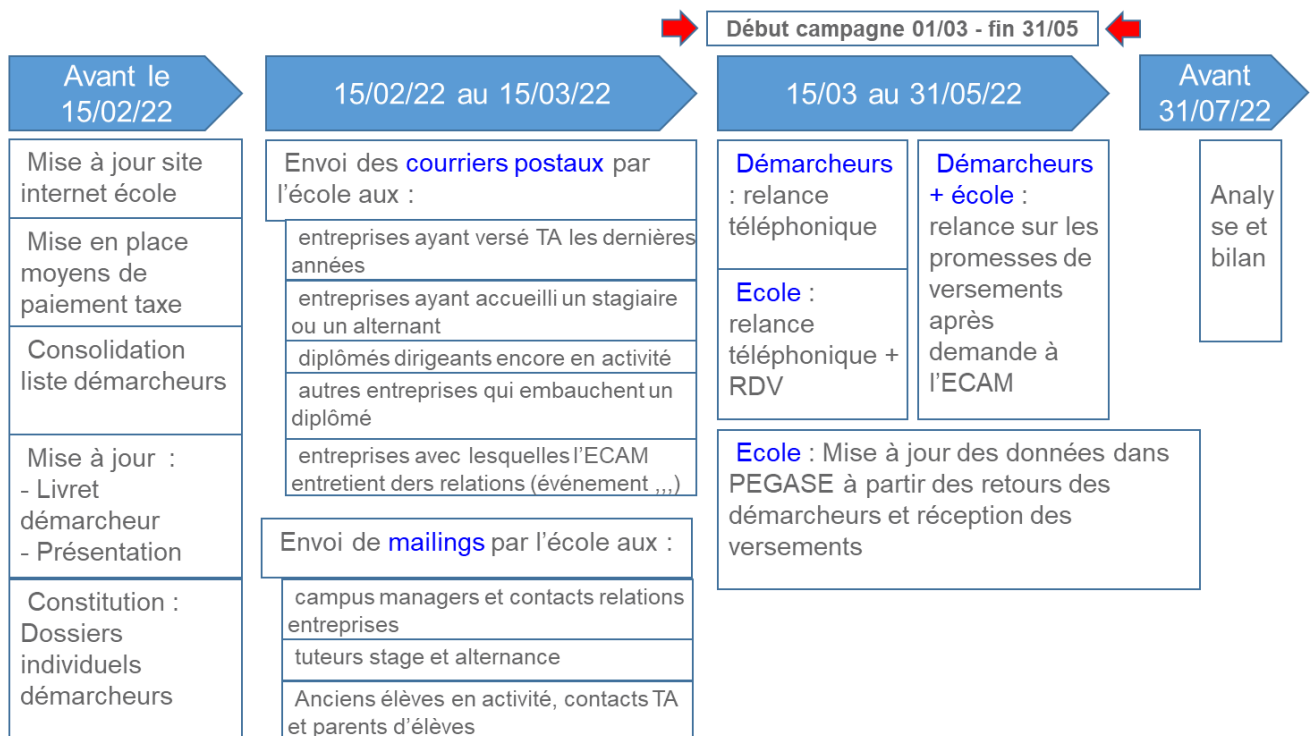 Début campagne 01/03 - fin 31/05
Avant le
15/02/22
15/02/22 au 15/03/22
15/03 au 31/05/22
Avant
31/07/22
Mise à jour site
internet école
Mise en place
moyens de
paiement taxe
Consolidation
liste démarcheurs
Mise à jour :
- Livret
démarcheur
- Présentation
Constitution :
Dossiers
individuels
démarcheurs
Envoi des courriers postaux par
l'école aux :
entreprises ayant versé TA les dernières
années
entreprises ayant accueilli un stagiaire
ou un alternant
diplômés dirigeants encore en activité
autres entreprises qui embauchent un
diplômé
entreprises avec lesquelles l'ECAM
entretient ders relations (événement ,,,)
Envoi de mailings par l'école aux :
campus managers et contacts relations
entreprises
tuteurs stage et alternance
Anciens élèves en activité, contacts TA
et parents d'élèves
Démarcheurs
: relance
téléphonique
Ecole :
relance
téléphonique +
RDV
Démarcheurs
+ école :
relance sur les
promesses de
versements
après
demande à
l'ECAM
Ecole : Mise à jour des données dans
PEGASE à partir des retours des
démarcheurs et réception des
versements
Analy
se et
bilan